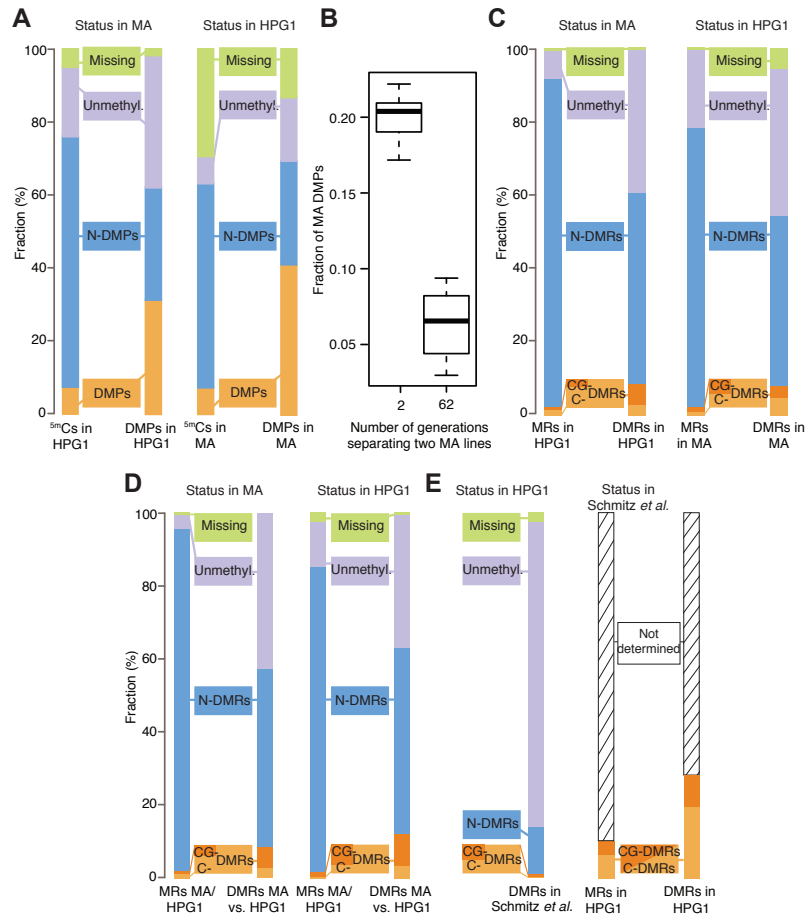 A
Status in MA
Status in HPG1
Fraction (%)
100
80
60
40
20
0
Missing
Unmethyl.
N-DMPs
DMPs
Missing
Unmethyl.
N-DMPs
DMPs
5mCs in
HPG1
DMPs in
HPG1
5mCs in
MA
DMPs in
MA
B
Fraction of MA DMPs
0.20
0.15
0.10
0.05
2
62
Number of generations
separating two MA lines
C
Status in MA
Status in HPG1
Fraction (%)
100
80
60
40
20
0
Missing
Unmethyl.
N-DMRs
CG-
C- DMRs
Missing
Unmethyl.
N-DMRs
CG-
C- DMRs
MRs in
HPG1
DMRs in
HPG1
MRs
in MA
DMRs in
MA
D
Status in MA
Status in HPG1
Fraction (%)
100
80
60
40
20
0
Missing
Unmethyl.
N-DMRs
CG-
C- DMRs
Missing
Unmethyl.
N-DMRs
CG-
C- DMRs
MRs MA/
HPG1
DMRs MA
vs. HPG1
MRs MA/
HPG1
DMRs MA
vs. HPG1
E
Status in HPG1
Status in
Schmitz et al.
Missing
Unmethyl.
N-DMRs
CG-
C- DMRs
Not
determined
CG-DMRs
C-DMRs
DMRs in
Schmitz et al.
MRs in
HPG1
DMRs in
HPG1